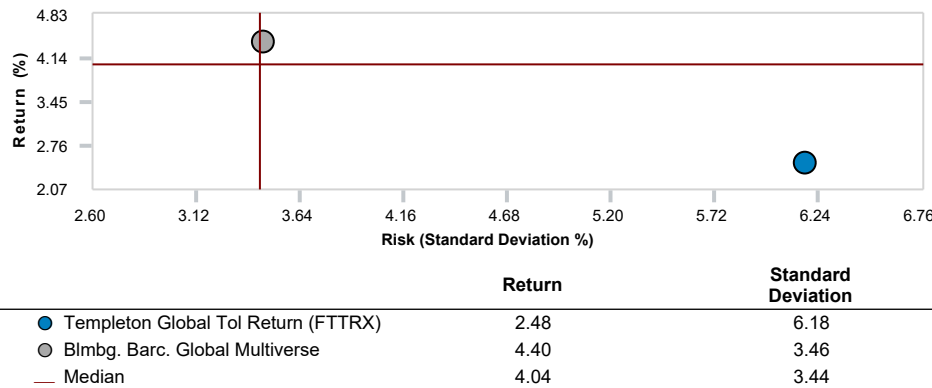 4.83
4.14
3.45
2.76
2.07
Return (%)
2.60 3.12 3.64 4.16 4.68 5.20 5.72 6.24 6.76
Risk (Standard Deviation %)
Return Standard Deviation
Templeton Global Tol Return (FTTRX) 2.48 6.18
Blmbg. Barc. Global Multiverse 4.40 3.46
Median 4.04 3.44